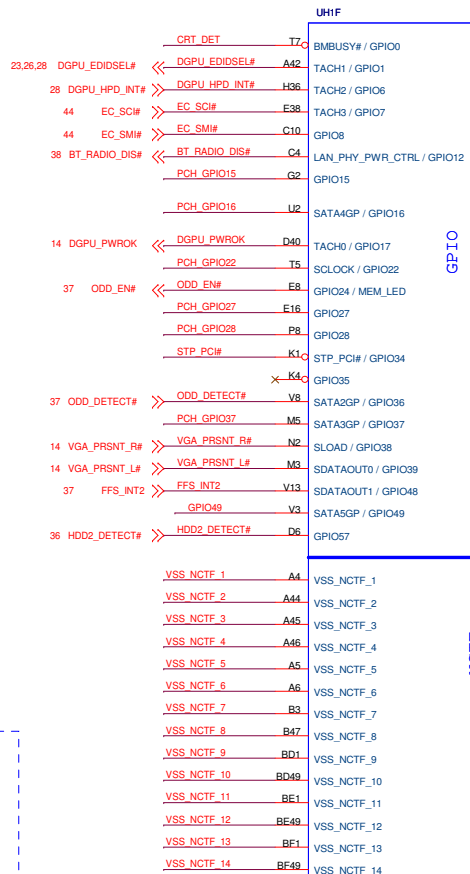 UH1F
CRT_DET T7 BMBUSY# / GPIO0
23,26,28 DGPU_EDIDSEL# DGPU_EDIDSEL# A42 TACH1 / GPIO1
28 DGPU_HPD_INT# DGPU HPD_INT# H36 TACH2 / GPIO6
44 EC_SCI# EC_SCI# E38 TACH3 / GPIO7
44 EC_SMI# EC_SMI# C10 GPIO8
38 BT_RADIO_DIS# BT_RADIO_DIS# C4 LAN_PHY_PWR_CTRL / GPIO12
PCH_GPIO15 G2 GPIO15
PCH_GPIO16 U2 SATA4GP / GPIO16
14 DGPU_PWROK DGPU_PWROK D40 TACH0 / GPIO17
GPIO
PCH_GPIO22 T5 SCLOCK / GPIO22
37 ODD_EN# ODD_EN# E8 GPIO24 / MEM_LED
PCH_GPIO27 E16 GPIO27
PCH_GPIO28 P8 GPIO28
STP_PCI# K1 STP_PCI# / GPIO34
K4 GPIO35
37 ODD_DETECT# ODD_DETECT# V8 SATA2GP / GPIO36
PCH_GPIO37 M5 SATA3GP / GPIO37
14 VGA_PRSNT_R# VGA_PRSNT_R# N2 SLOAD / GPIO38
14 VGA_PRSNT_L# VGA_PRSNT_L# M3 SDATAOUT0 / GPIO39
37 FFS_INT2 FFS_INT2 V13 SDATAOUT1 / GPIO48
GPIO49 V3 SATA5GP / GPIO49
36 HDD2_DETECT# HDD2_DETECT# D6 GPIO57
VSS_NCTF_1 A4 VSS_NCTF_1
VSS_NCTF_2 A44 VSS_NCTF_2
VSS_NCTF_3 A45 VSS_NCTF_3
VSS_NCTF_4 A46 VSS_NCTF_4
VSS_NCTF_5 A5 VSS_NCTF_5
VSS_NCTF_6 A6 VSS_NCTF_6
VSS_NCTF_7 B3 VSS_NCTF_7
VSS_NCTF_8 B47 VSS_NCTF_8
VSS_NCTF_9 BD1 VSS_NCTF_9
VSS_NCTF_10 BD49 VSS_NCTF_10
VSS_NCTF_11 BE1 VSS_NCTF_11
VSS_NCTF_12 BE49 VSS_NCTF_12
VSS_NCTF_13 BF1 VSS_NCTF_13
VSS_NCTF_14 BF49 VSS_NCTF_14